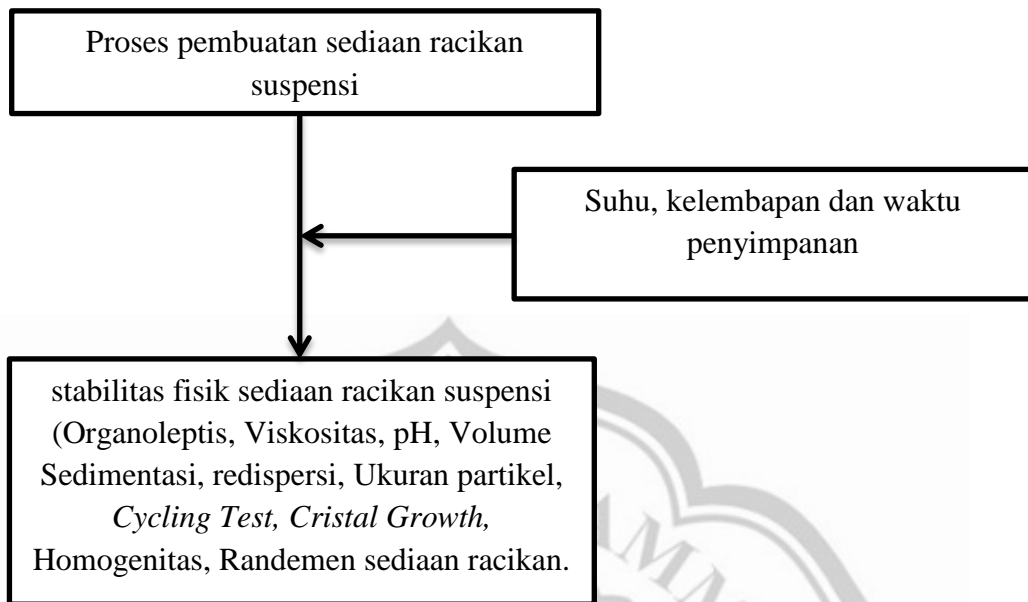 Proses pembuatan sediaan racikan
suspensi
Suhu, kelembapan dan waktu
penyimpanan
stabilitas fisik sediaan racikan suspensi
(Organoleptis, Viskositas, pH, Volume
Sedimentasi, redispersi, Ukuran partikel,
Cycling Test, Cristal Growth,
Homogenitas, Randemen sediaan racikan.